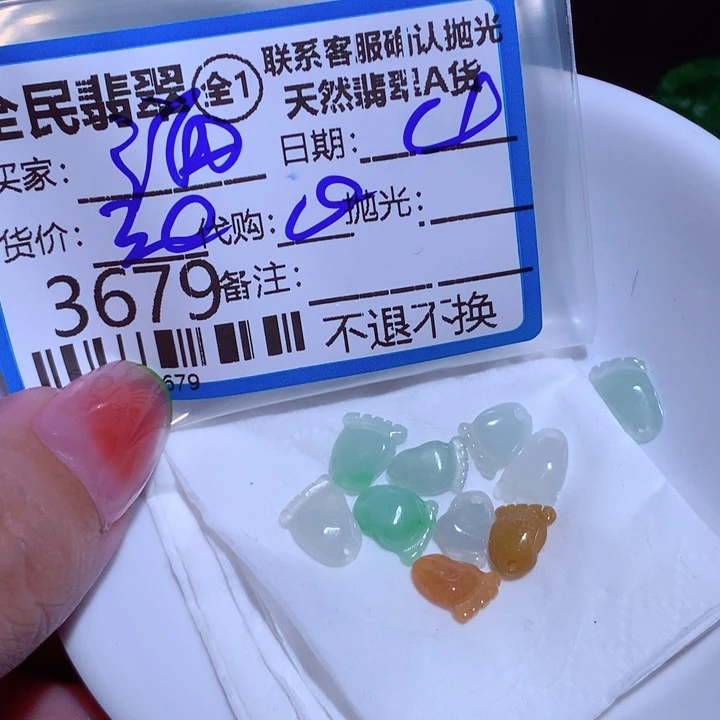 全民翡翠 全1 联系客服确认抛光
天然翡翠A货
买家: 日期:
货价: 30 代购: 抛光:
3679 备注:
不退不换
679